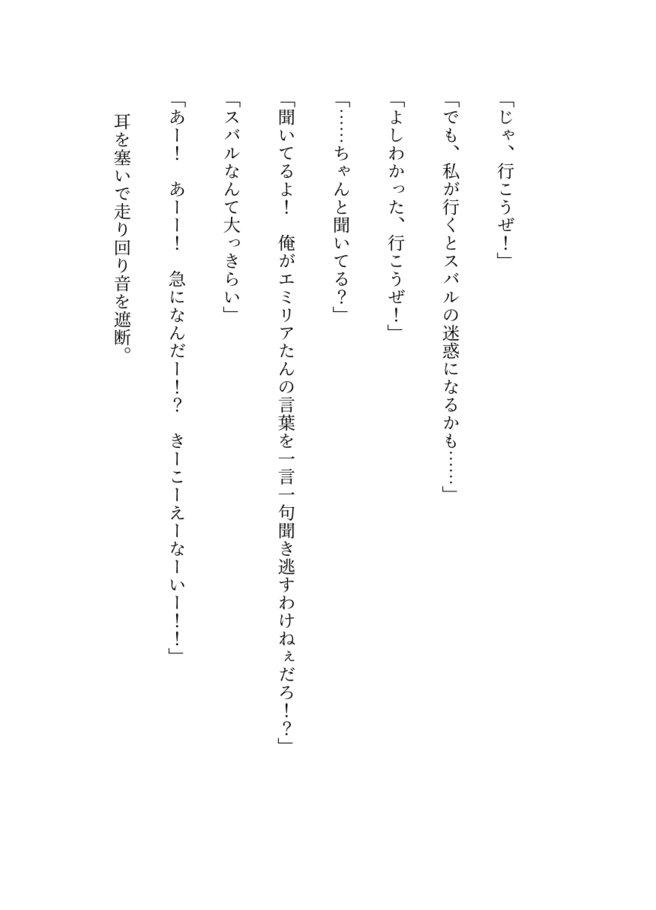 「じゃ、行こうぜ！」
「でも、私が行くとスバルの迷惑になるかも……」
「よしわかった、行こうぜ！」
「……ちゃんと聞いてる？」
「聞いてるよ！　俺がエミリアたんの言葉を一言一句聞き逃すわけねぇだろ！？」
「スバルなんて大っきらい」
「あー！　あーー！　急になんだー！？　きーこーえーなーいー！！」
耳を塞いで走り回り音を遮断。